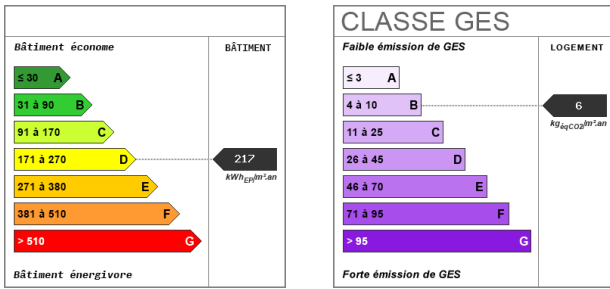 Bâtiment économe
BÂTIMENT
≤ 30 A
31 à 90 B
91 à 170 C
171 à 270 D
217
kWhEP/m².an
271 à 380 E
381 à 510 F
> 510 G
Bâtiment énergivore
CLASSE GES
Faible émission de GES
LOGEMENT
≤ 3 A
4 à 10 B
6
kgéqCO2/m².an
11 à 25 C
26 à 45 D
46 à 70 E
71 à 95 F
> 95 G
Forte émission de GES